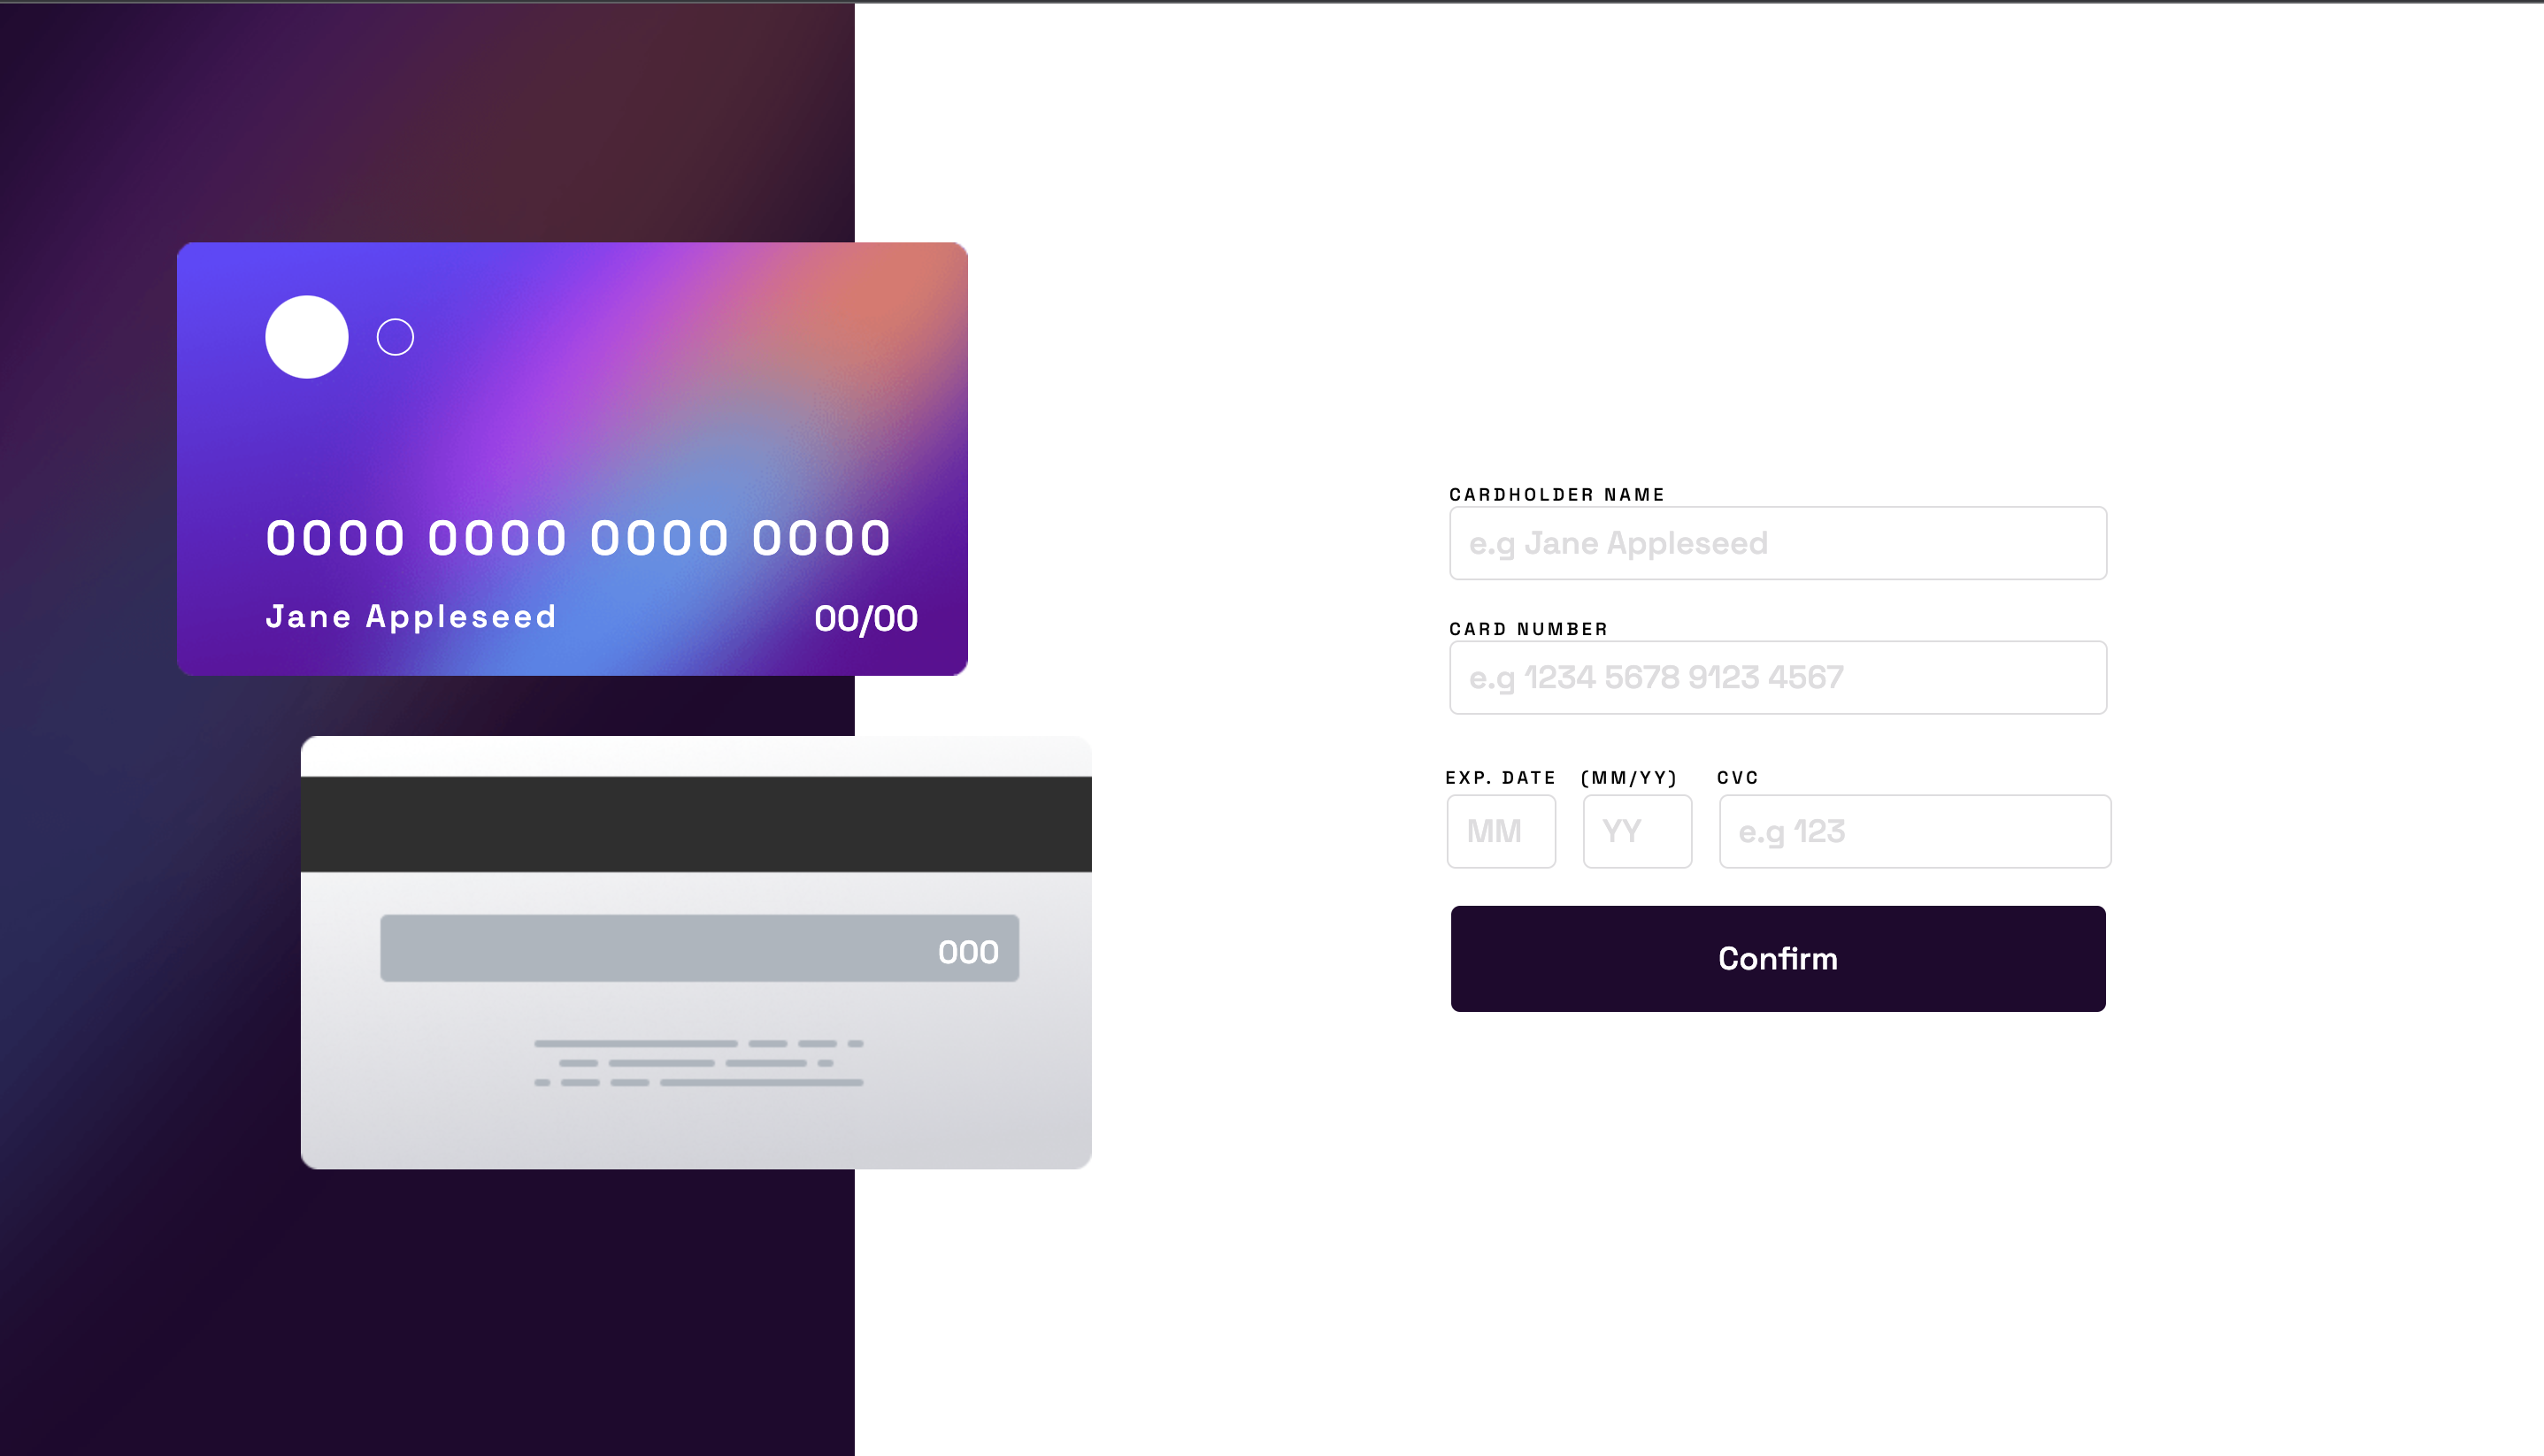 0000 0000 0000 0000
Jane Appleseed 00/00
000
CARDHOLDER NAME
e.g Jane Appleseed
CARD NUMBER
e.g 1234 5678 9123 4567
EXP. DATE (MM/YY) CVC
MM YY e.g 123
Confirm